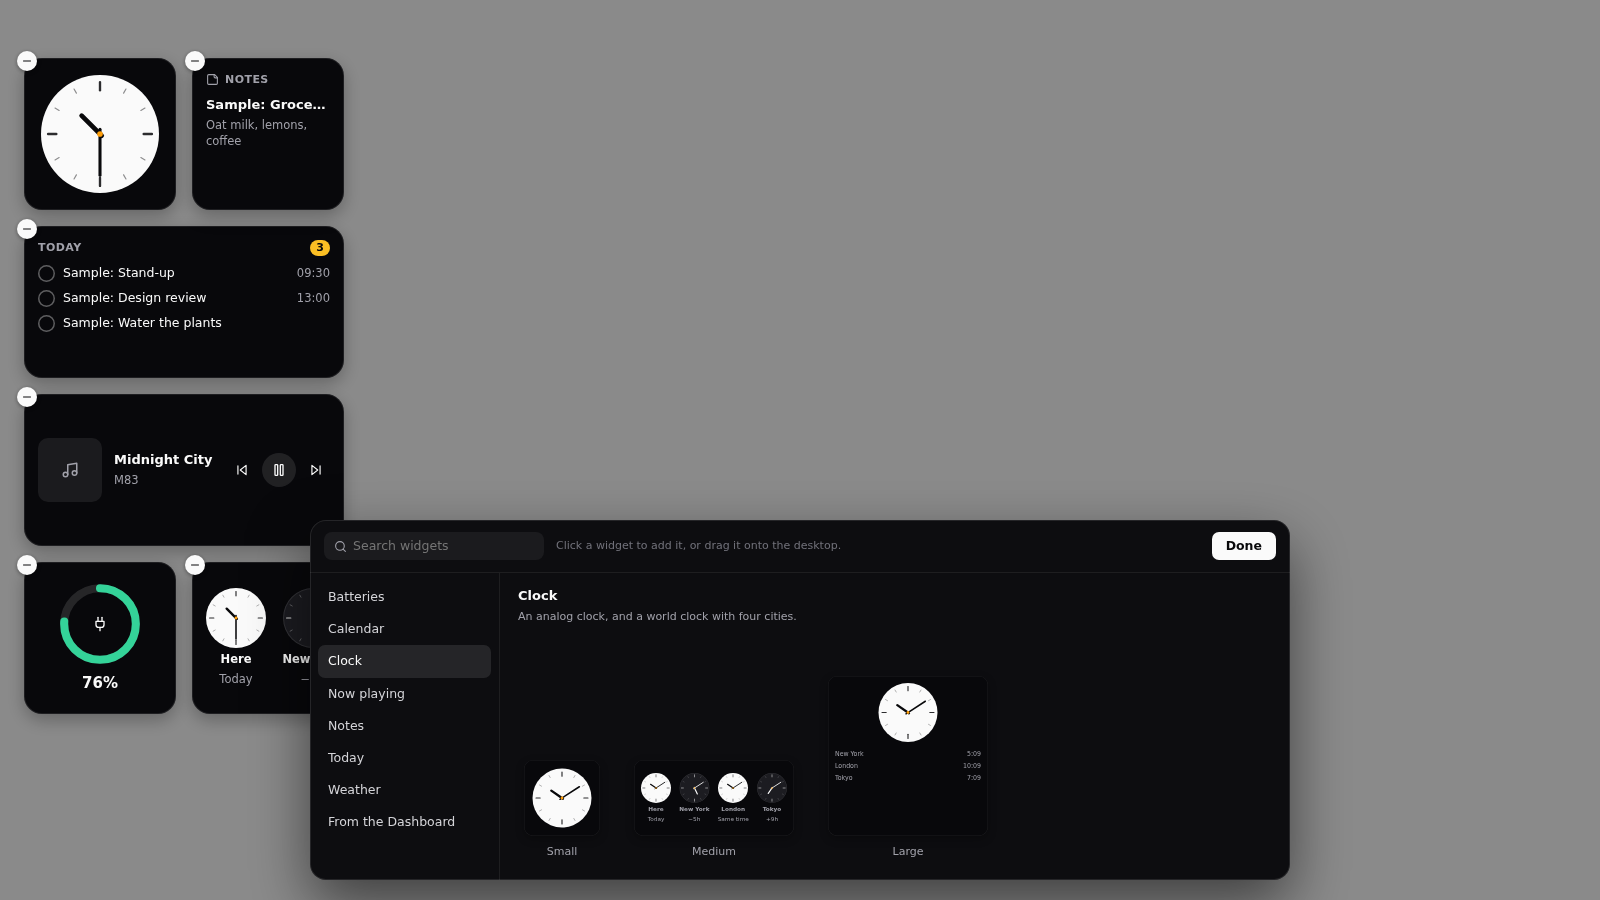 NOTES
Sample: Groce…
Oat milk, lemons,
coffee
TODAY
3
Sample: Stand-up
09:30
Sample: Design review
13:00
Sample: Water the plants
Midnight City
M83
76%
Here
Today
New
−
Search widgets
Click a widget to add it, or drag it onto the desktop.
Done
Batteries
Calendar
Clock
Now playing
Notes
Today
Weather
From the Dashboard
Clock
An analog clock, and a world clock with four cities.
Small
Here
Today
New York
−5h
London
Same time
Tokyo
+9h
Medium
New York
5:09
London
10:09
Tokyo
7:09
Large